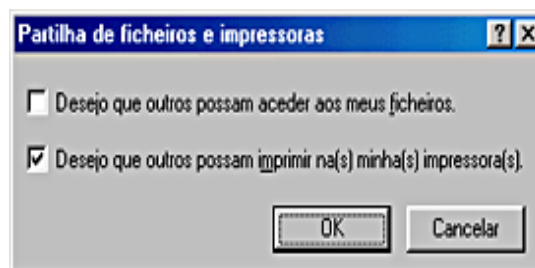 Partilha de ficheiros e impressoras
Desejo que outros possam aceder aos meus ficheiros.
Desejo que outros possam imprimir na(s) minha(s) impressora(s).
OK Cancelar